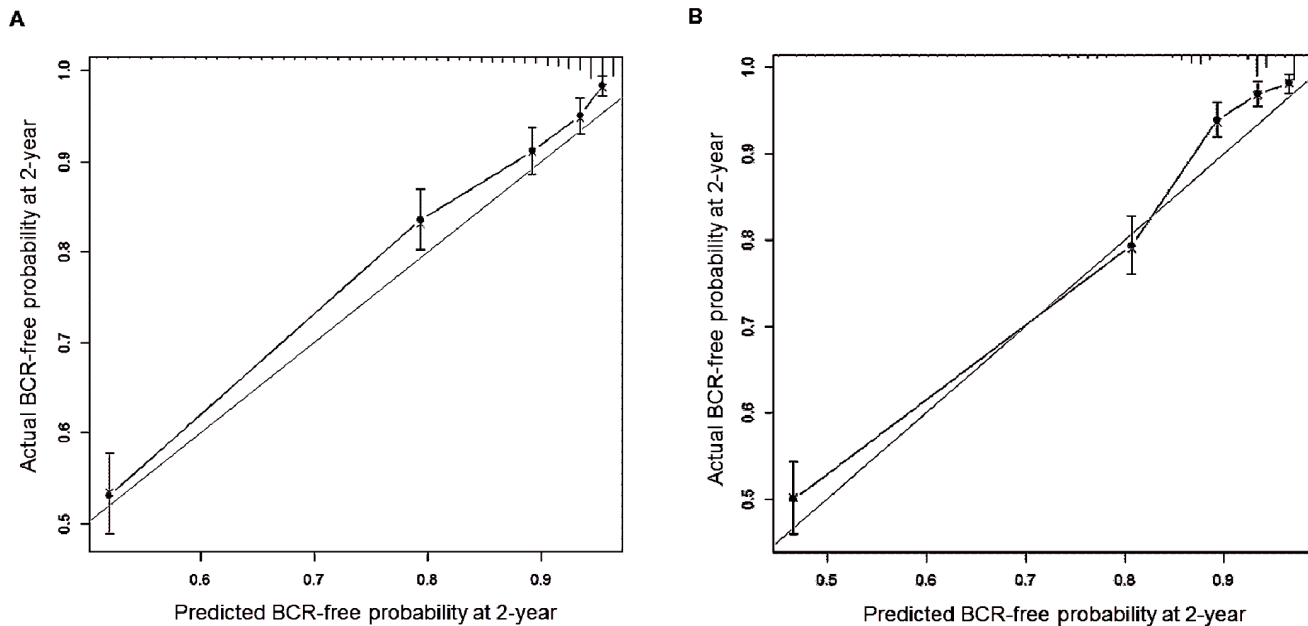 A
Actual BCR-free probability at 2-year
1.0
0.9
0.8
0.7
0.6
0.5
0.6 0.7 0.8 0.9
Predicted BCR-free probability at 2-year
B
Actual BCR-free probability at 2-year
1.0
0.9
0.8
0.7
0.6
0.5
0.5 0.6 0.7 0.8 0.9
Predicted BCR-free probability at 2-year